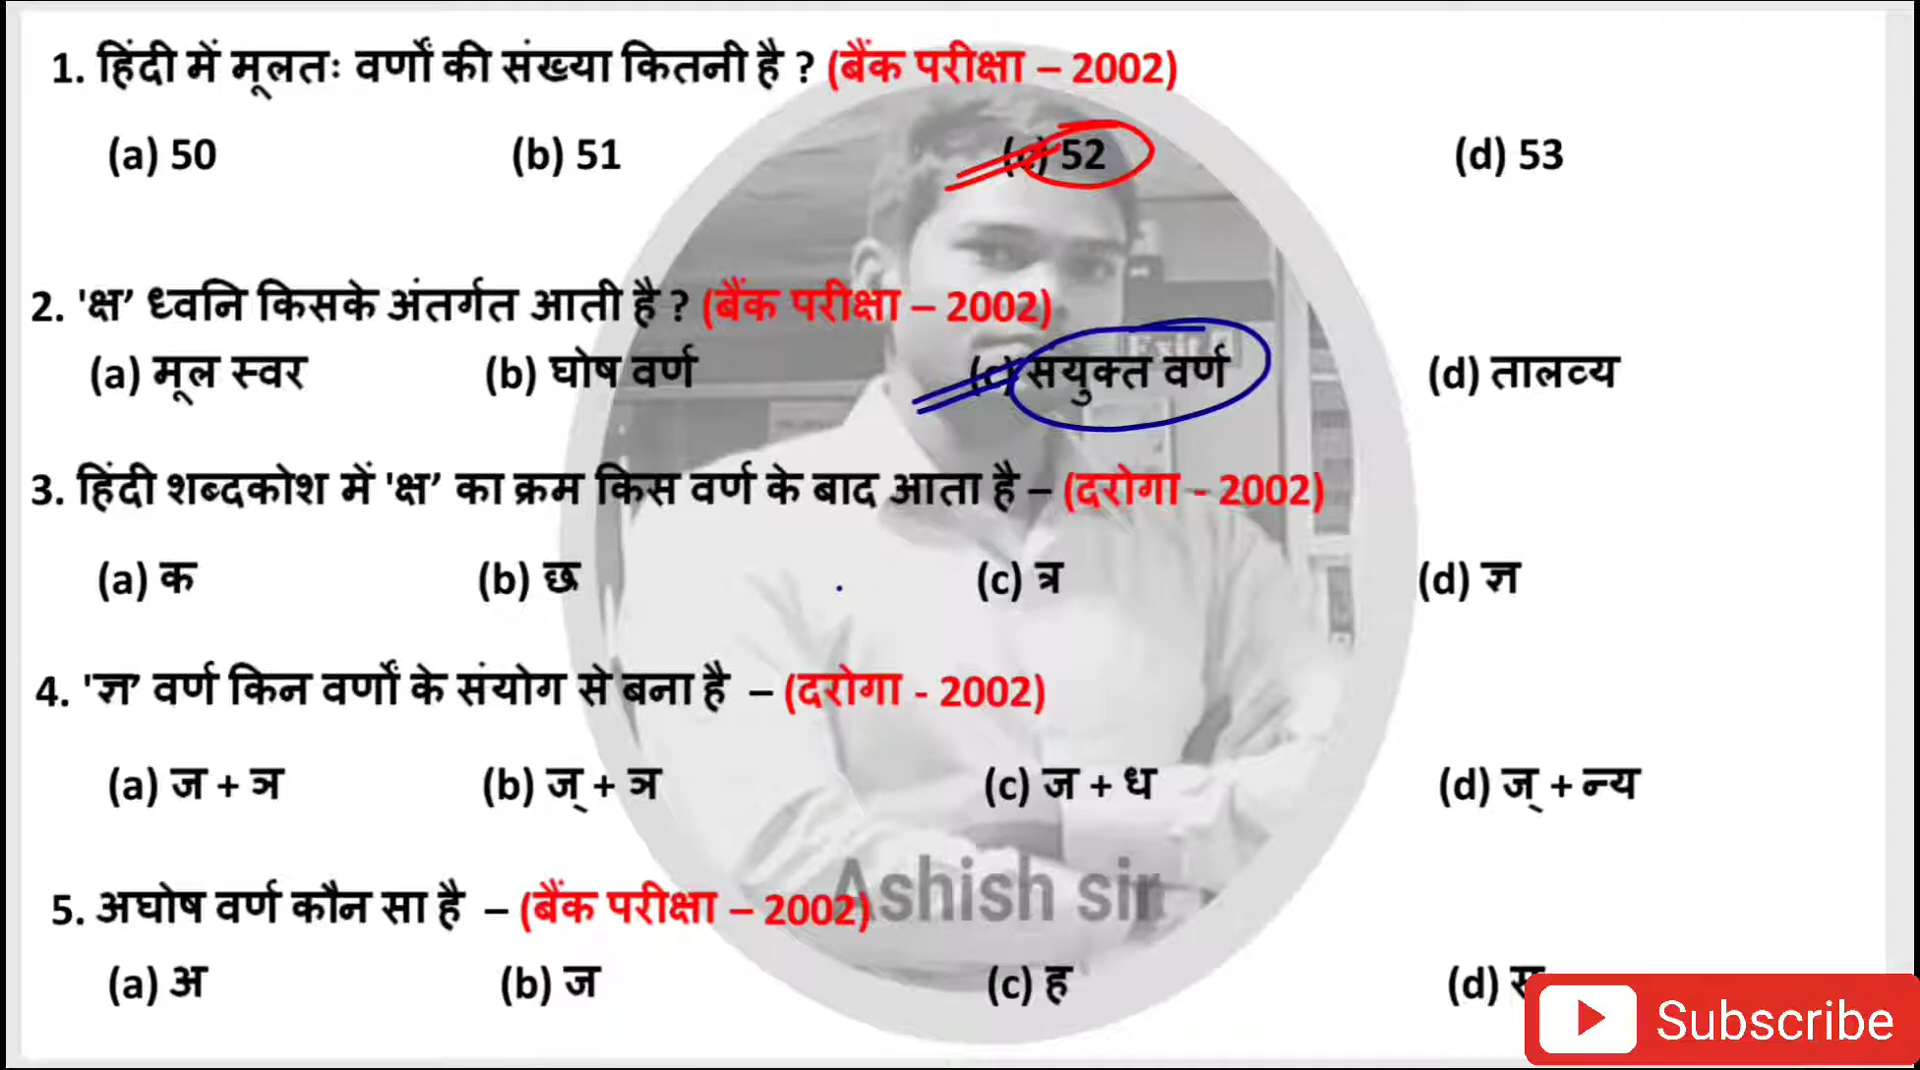 1. हिंदी में मूलतः वर्णों की संख्या कितनी है ? (बैंक परीक्षा – 2002)
(a) 50 (b) 51 (c) 52 (d) 53
2. 'क्ष’ ध्वनि किसके अंतर्गत आती है ? (बैंक परीक्षा – 2002)
(a) मूल स्वर (b) घोष वर्ण (c) सयुक्त वर्ण (d) तालव्य
3. हिंदी शब्दकोश में 'क्ष’ का क्रम किस वर्ण के बाद आता है – (दरोगा - 2002)
(a) क (b) छ (c) त्र (d) ज्ञ
4. 'ज्ञ’ वर्ण किन वर्णों के संयोग से बना है – (दरोगा - 2002)
(a) ज + ञ (b) ज् + ञ (c) ज + ध (d) ज् + न्य
Ashish sir
5. अघोष वर्ण कौन सा है – (बैंक परीक्षा – 2002)
(a) अ (b) ज (c) ह (d)
Subscribe